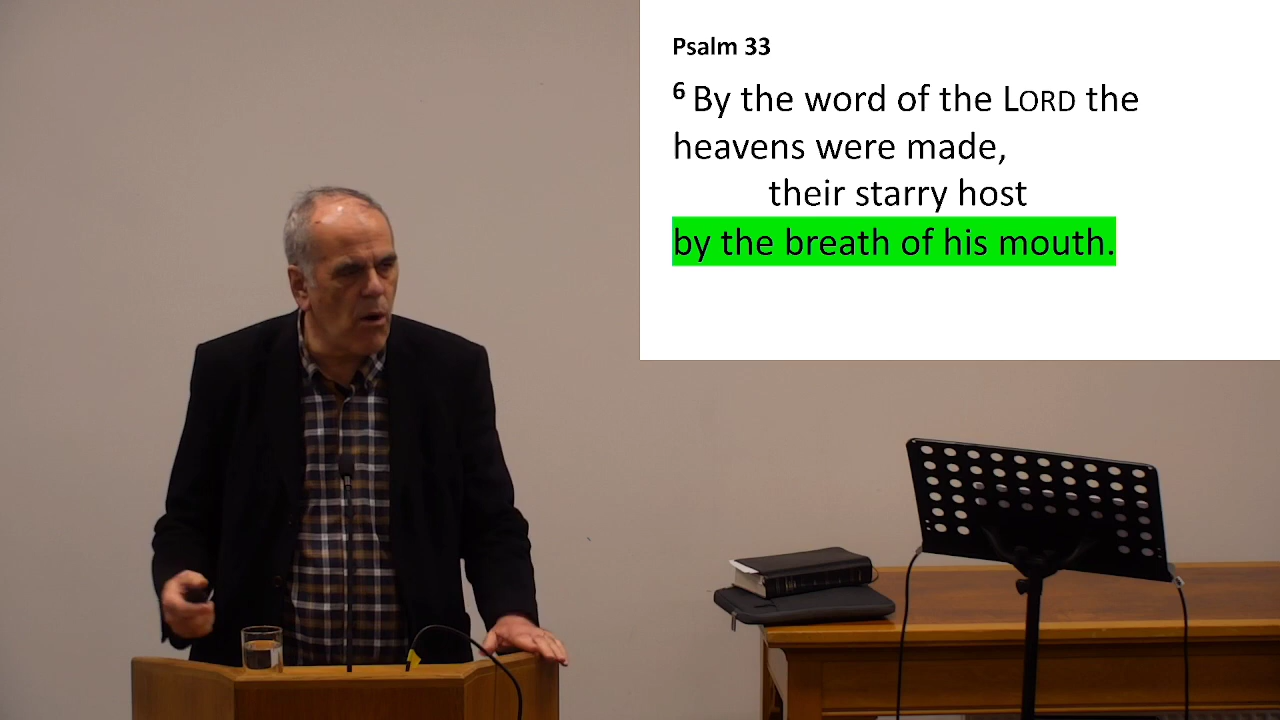 Psalm 33
6 By the word of the LORD the
heavens were made,
their starry host
by the breath of his mouth.